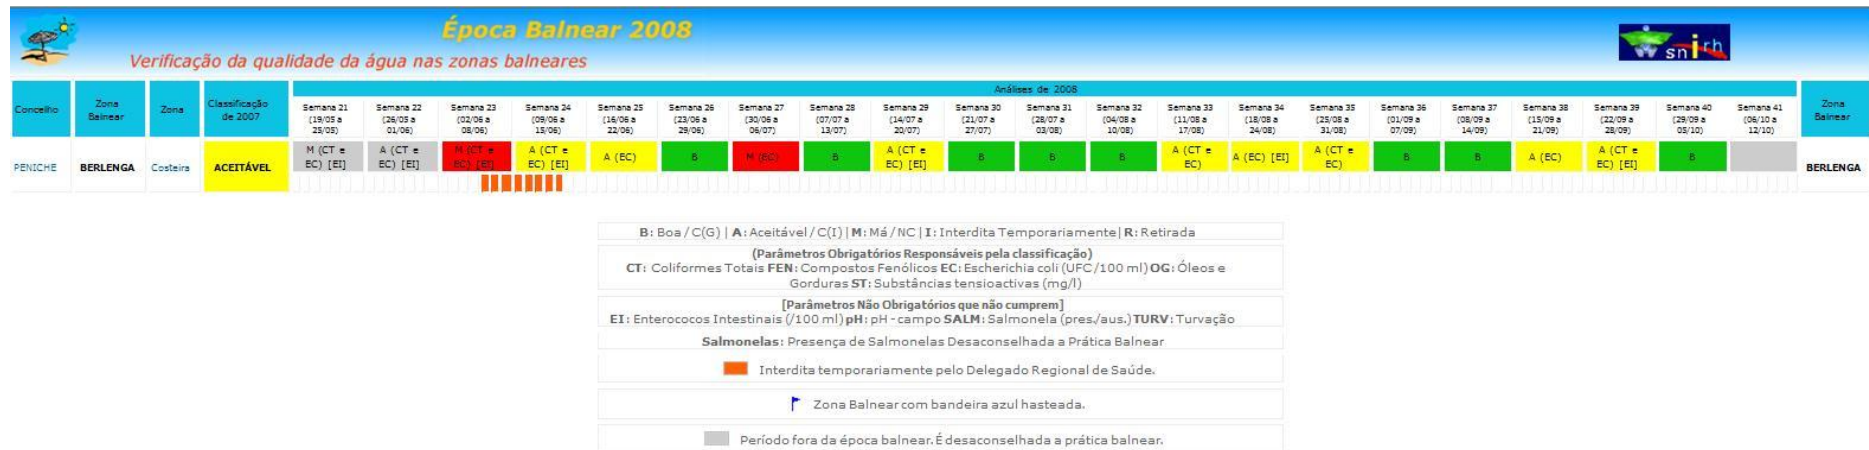 Época Balnear 2008
Verificação da qualidade da água nas zonas balneares
snirh
Concelho
Zona
Balnear
Zona
Classificação
de 2007
Análises de 2008
Semana 21
(19/05 a
25/05)
Semana 22
(26/05 a
01/06)
Semana 23
(02/06 a
08/06)
Semana 24
(09/06 a
15/06)
Semana 25
(16/06 a
22/06)
Semana 26
(23/06 a
29/06)
Semana 27
(30/06 a
06/07)
Semana 28
(07/07 a
13/07)
Semana 29
(14/07 a
20/07)
Semana 30
(21/07 a
27/07)
Semana 31
(28/07 a
03/08)
Semana 32
(04/08 a
10/08)
Semana 33
(11/08 a
17/08)
Semana 34
(18/08 a
24/08)
Semana 35
(25/08 a
31/08)
Semana 36
(01/09 a
07/09)
Semana 37
(08/09 a
14/09)
Semana 38
(15/09 a
21/09)
Semana 39
(22/09 a
28/09)
Semana 40
(29/09 a
05/10)
Semana 41
(06/10 a
12/10)
Zona
Balnear
PENICHE
BERLENGA
Costeira
ACEITÁVEL
M (CT e
EC) [EI]
A (CT e
EC) [EI]
M (CT e
EC) [EI]
A (CT e
EC) [EI]
A (EC)
B
M (EC)
B
A (CT e
EC) [EI]
B
B
B
A (CT e
EC)
A (EC) [EI]
A (CT e
EC)
B
B
A (EC)
A (CT e
EC) [EI]
B
BERLENGA
B: Boa / C(G) | A: Aceitável / C(I) | M: Má / NC | I: Interdita Temporariamente| R: Retirada
(Parâmetros Obrigatórios Responsáveis pela classificação)
CT: Coliformes Totais FEN: Compostos Fenólicos EC: Escherichia coli (UFC/100 ml) OG: Óleos e
Gorduras ST: Substâncias tensioactivas (mg/l)
[Parâmetros Não Obrigatórios que não cumprem]
EI: Enterococos Intestinais (/100 ml) pH: pH - campo SALM: Salmonela (pres./aus.) TURV: Turvação
Salmonelas: Presença de Salmonelas Desaconselhada a Prática Balnear
Interdita temporariamente pelo Delegado Regional de Saúde.
Zona Balnear com bandeira azul hasteada.
Período fora da época balnear. É desaconselhada a prática balnear.